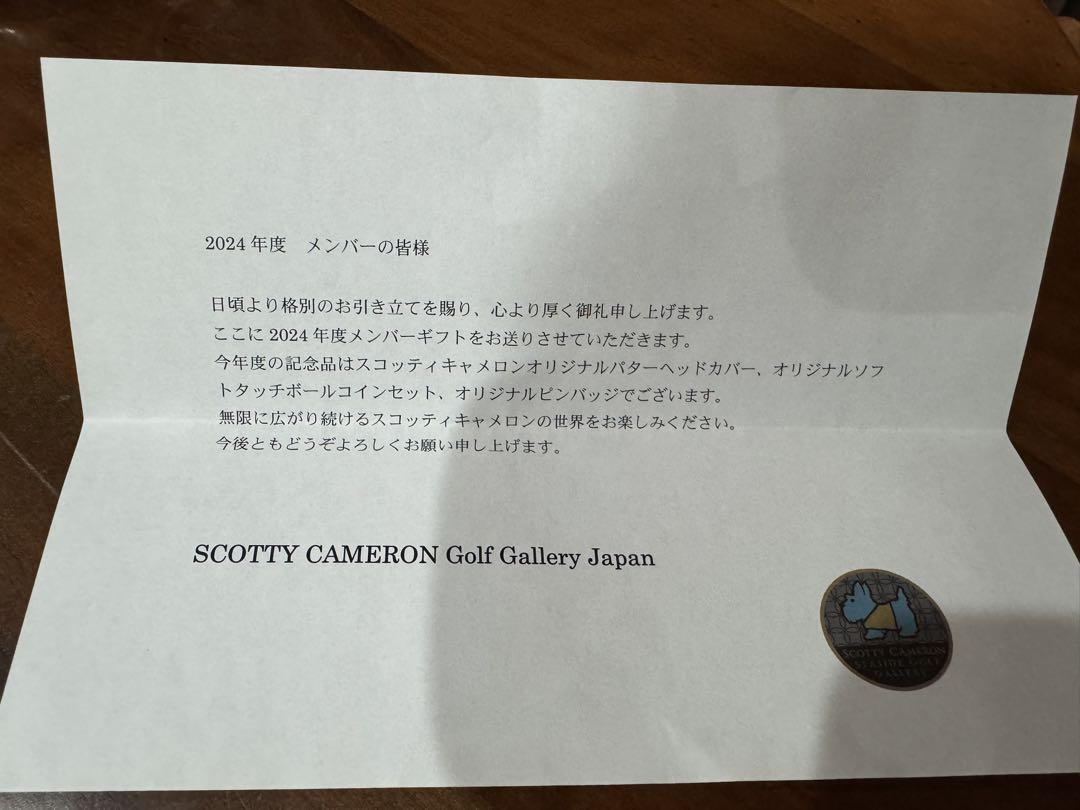 2024 年度　メンバーの皆様
日頃より格別のお引き立てを賜り、心より厚く御礼申し上げます。
ここに 2024 年度メンバーギフトをお送りさせていただきます。
今年度の記念品はスコッティキャメロンオリジナルパターヘッドカバー、オリジナルソフ
トタッチボールコインセット、オリジナルピンバッジでございます。
無限に広がり続けるスコッティキャメロンの世界をお楽しみください。
今後ともどうぞよろしくお願い申し上げます。
SCOTTY CAMERON Golf Gallery Japan
SCOTTY CAMERON
SEASIDE GOLF
GALLERY